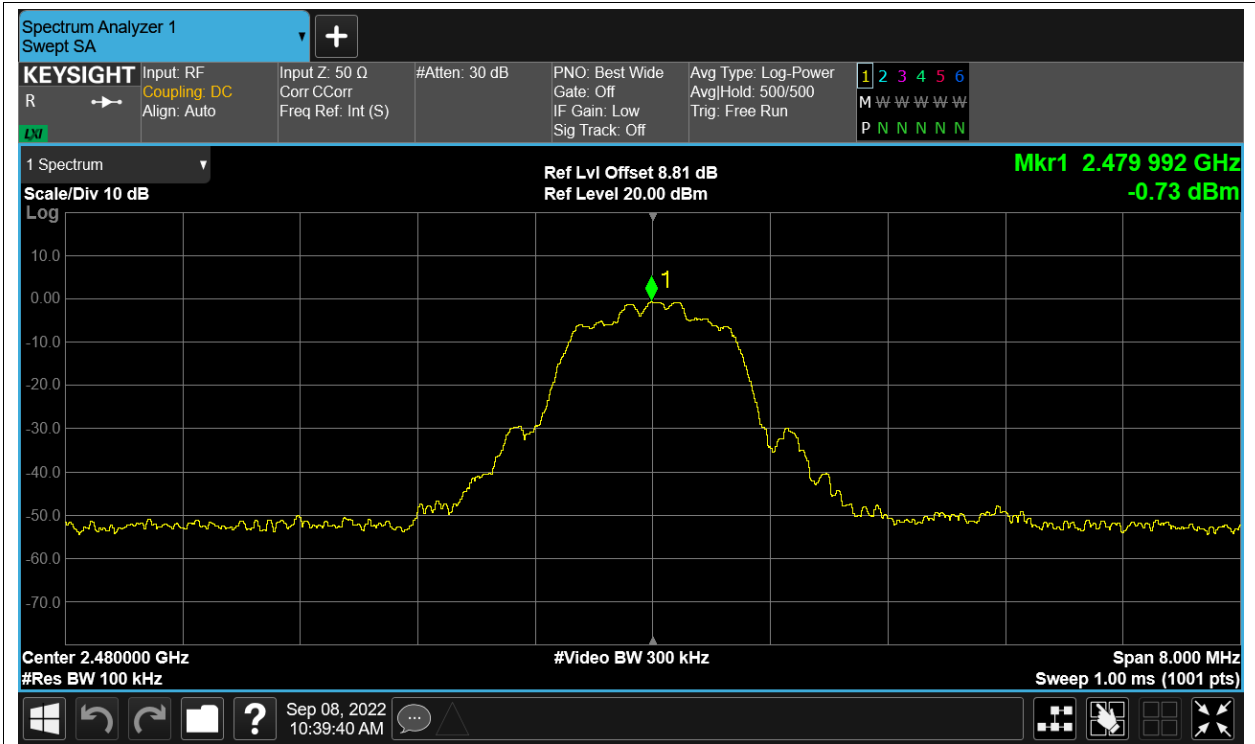 Spectrum Analyzer 1
Swept SA
KEYSIGHT
R
LXI
Input: RF
Coupling: DC
Align: Auto
Input Z: 50 Ω
Corr CCorr
Freq Ref: Int (S)
#Atten: 30 dB
PNO: Best Wide
Gate: Off
IF Gain: Low
Sig Track: Off
Avg Type: Log-Power
Avg|Hold: 500/500
Trig: Free Run
1 2 3 4 5 6
M W W W W W
P N N N N N
1 Spectrum
Scale/Div 10 dB
Log
Ref Lvl Offset 8.81 dB
Ref Level 20.00 dBm
Mkr1 2.479 992 GHz
-0.73 dBm
1
10.0
0.00
-10.0
-20.0
-30.0
-40.0
-50.0
-60.0
-70.0
Center 2.480000 GHz
#Res BW 100 kHz
#Video BW 300 kHz
Span 8.000 MHz
Sweep 1.00 ms (1001 pts)
?
Sep 08, 2022
10:39:40 AM